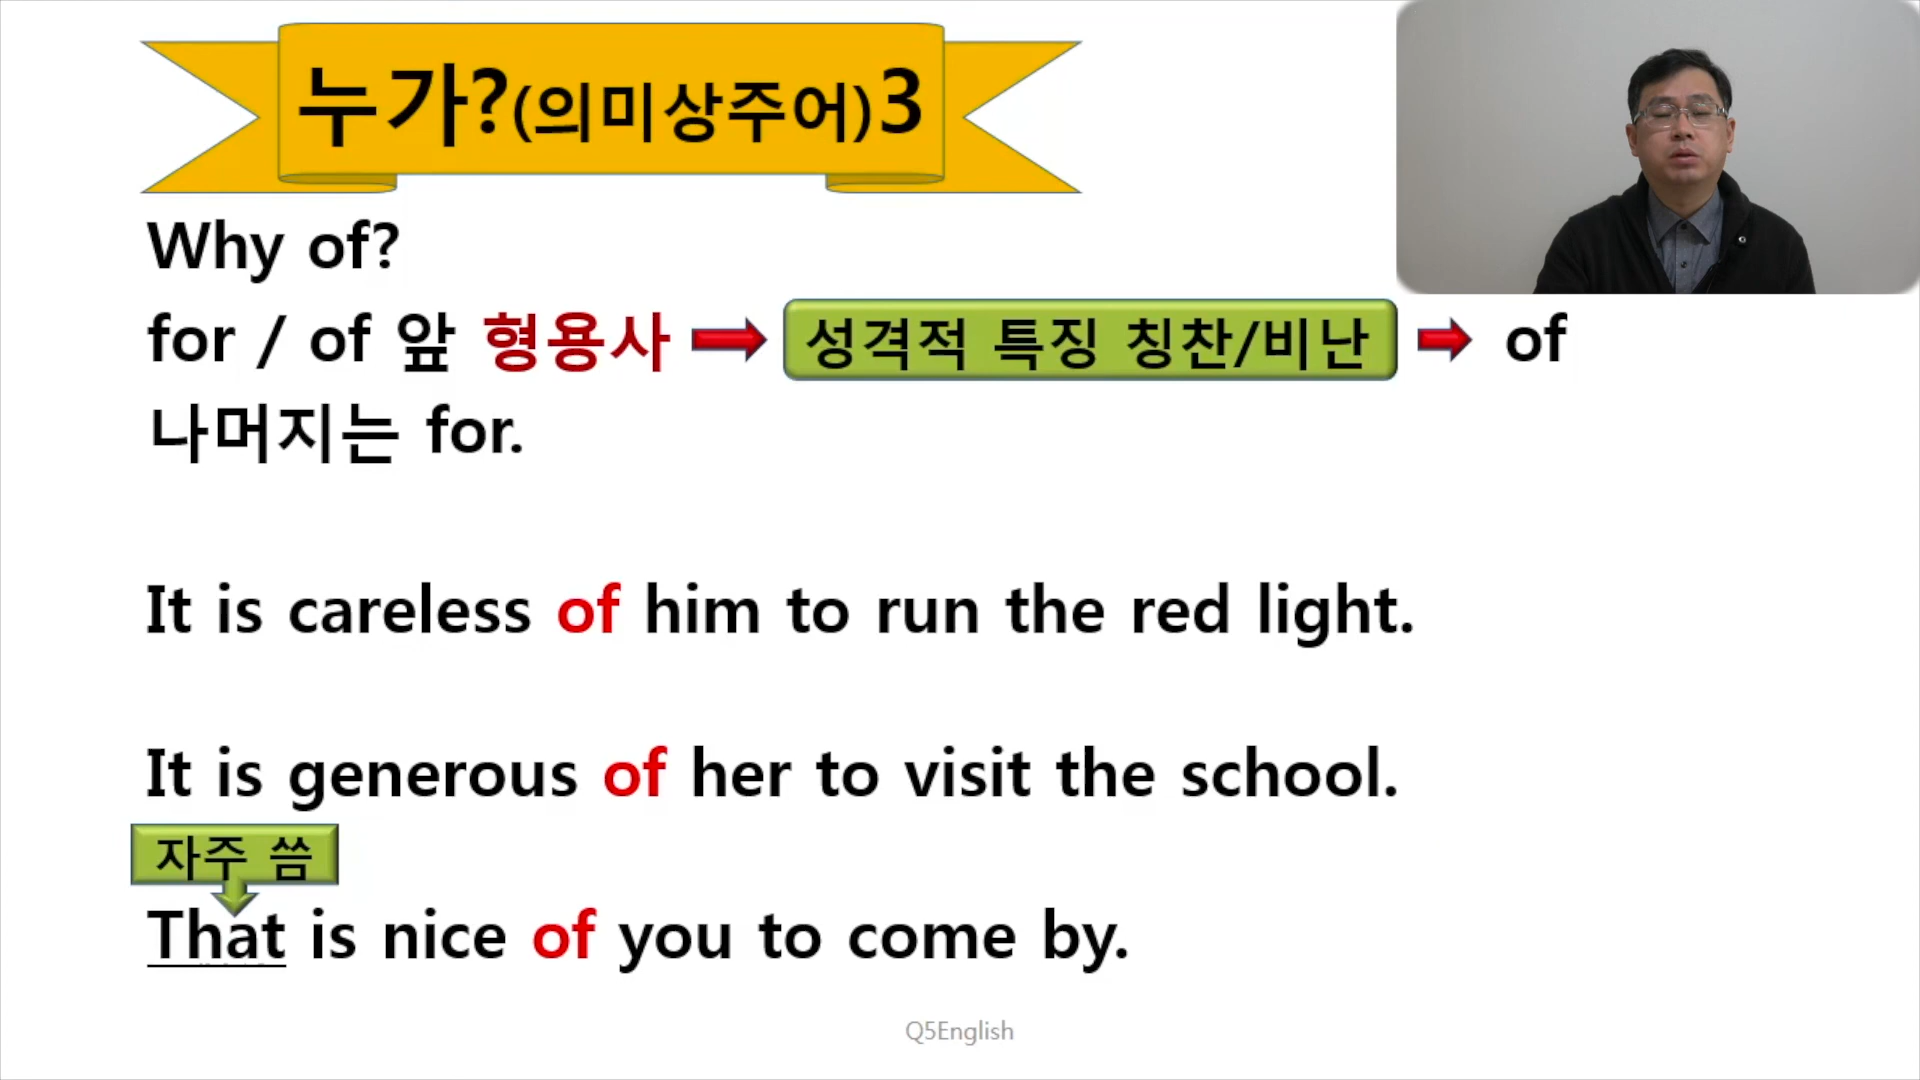 누가?(의미상주어)3
Why of?
for / of 앞 형용사 성격적 특징 칭찬/비난 of
나머지는 for.
It is careless of him to run the red light.
It is generous of her to visit the school.
자주 씀
That is nice of you to come by.
Q5English